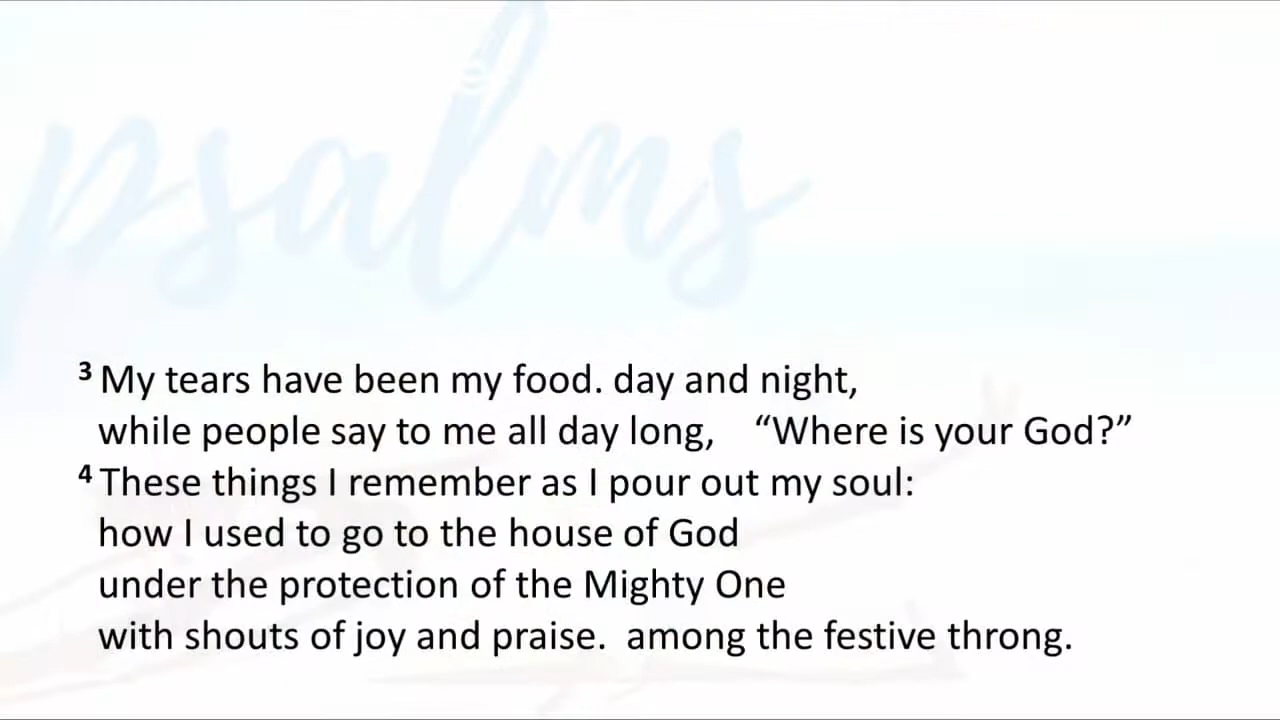 psalms
³ My tears have been my food. day and night,
while people say to me all day long, “Where is your God?”
⁴ These things I remember as I pour out my soul:
how I used to go to the house of God
under the protection of the Mighty One
with shouts of joy and praise. among the festive throng.